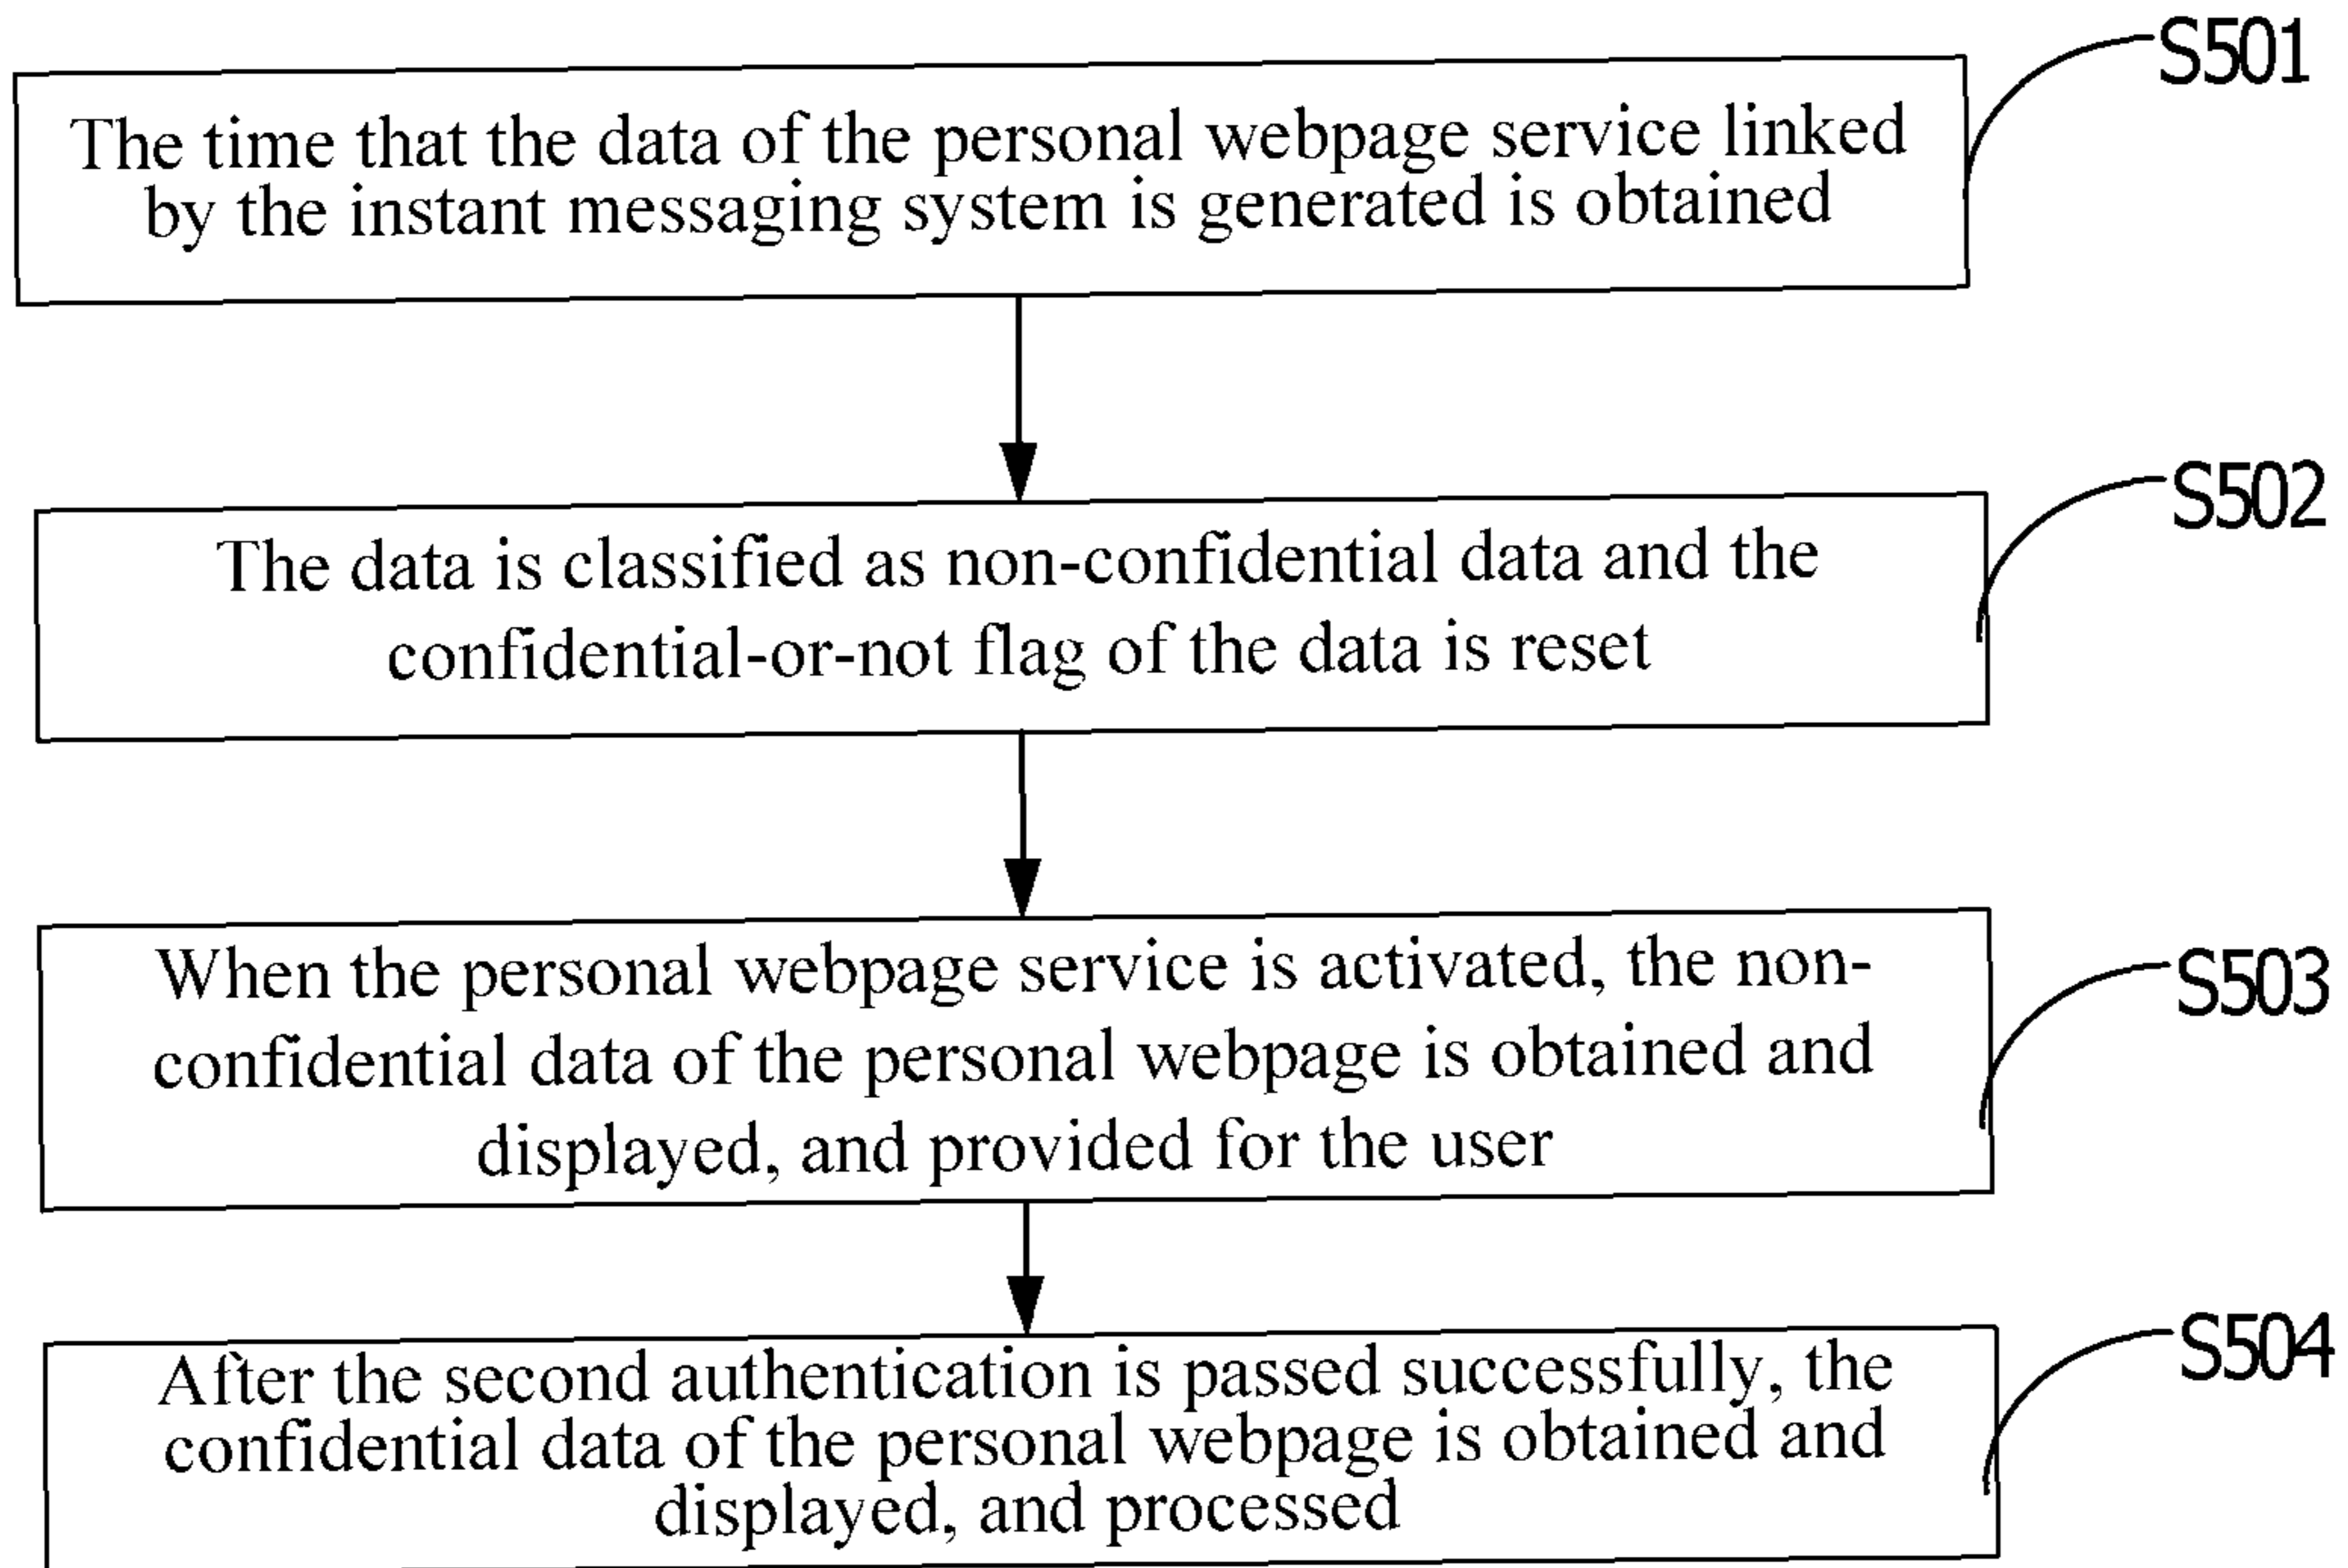 S501
The time that the data of the personal webpage service linked
by the instant messaging system is generated is obtained
S502
The data is classified as non-confidential data and the
confidential-or-not flag of the data is reset
S503
When the personal webpage service is activated, the non-
confidential data of the personal webpage is obtained and
displayed, and provided for the user
S504
After the second authentication is passed successfully, the
confidential data of the personal webpage is obtained and
displayed, and processed